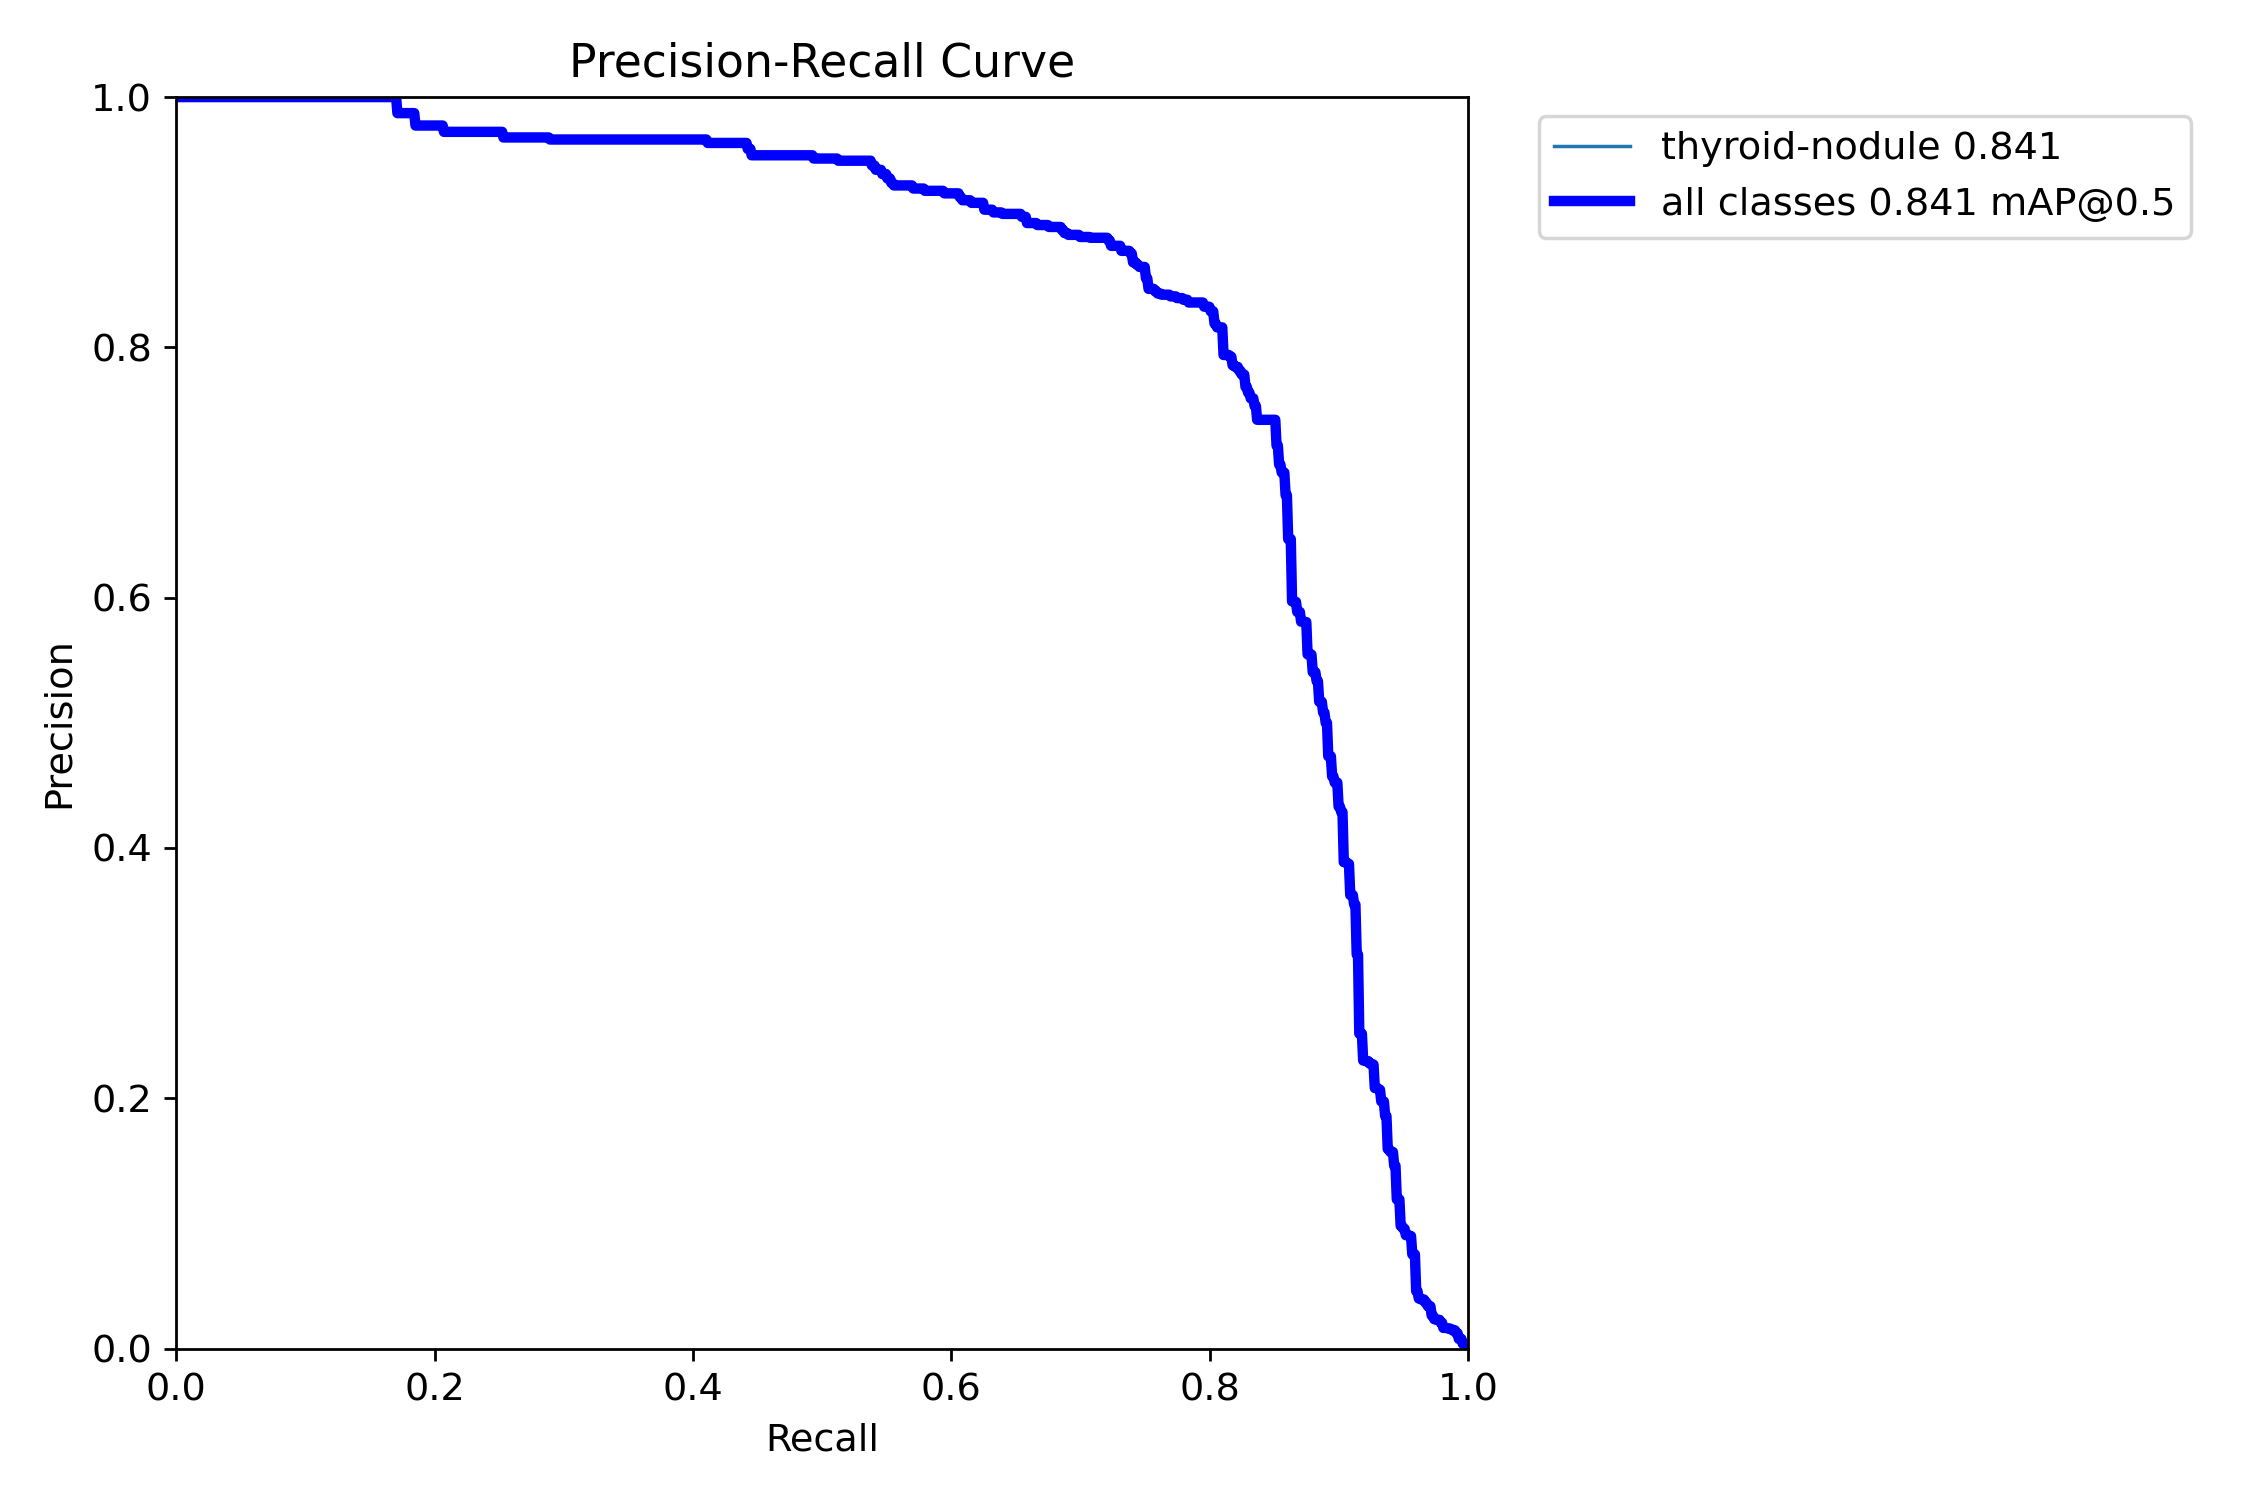 Precision-Recall Curve
thyroid-nodule 0.841
all classes 0.841 mAP@0.5
1.0
0.8
0.6
0.4
0.2
0.0
Precision
0.0 0.2 0.4 0.6 0.8 1.0
Recall